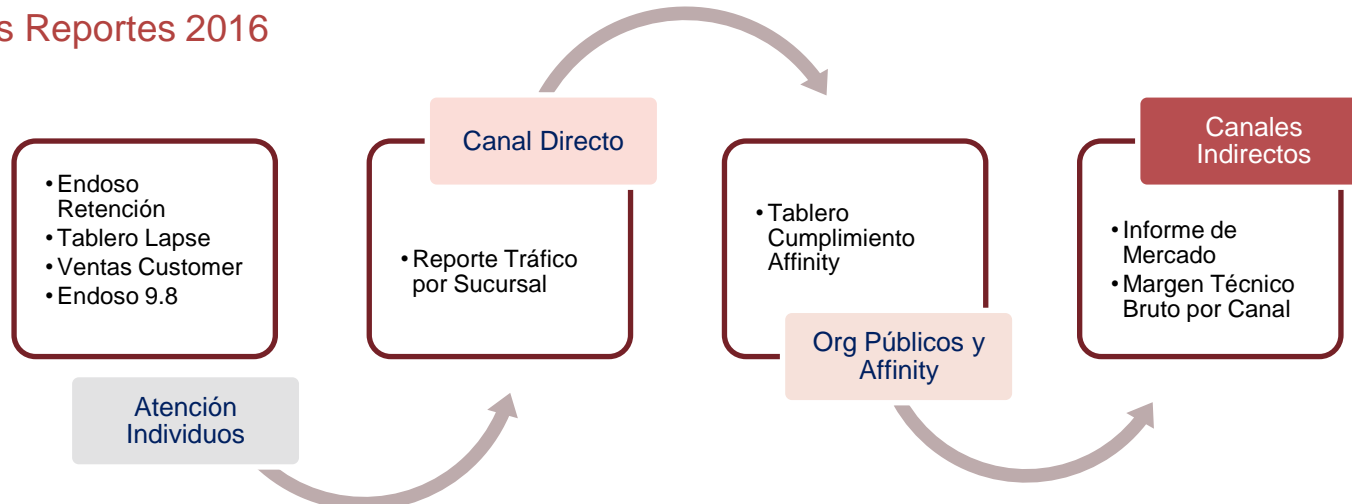 s Reportes 2016
• Endoso
Retención
• Tablero Lapse
• Ventas Customer
• Endoso 9.8
Atención
Individuos
Canal Directo
• Reporte Tráfico
por Sucursal
• Tablero
Cumplimiento
Affinity
Org Públicos y
Affinity
Canales
Indirectos
• Informe de
Mercado
• Margen Técnico
Bruto por Canal